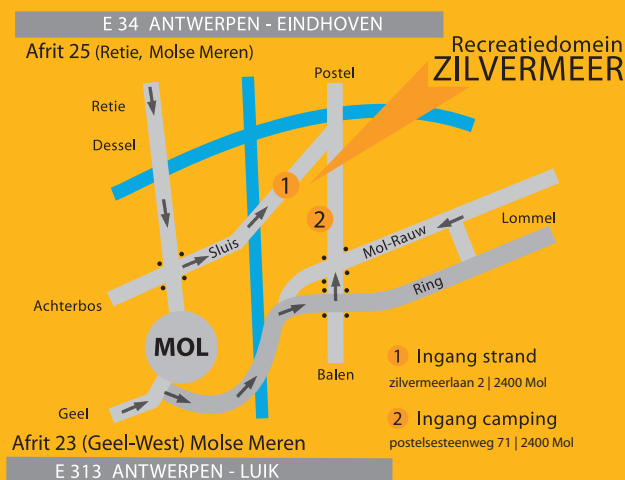 E 34 ANTWERPEN - EINDHOVEN
Afrit 25 (Retie, Molse Meren)
Recreatiedomein
ZILVERMEER
Postel
Retie
Dessel
1
2
Sluis
Mol-Rauw
Lommel
Ring
Achterbos
MOL
Balen
Geel
1 Ingang strand
zilvermeerlaan 2 | 2400 Mol
2 Ingang camping
postelsesteenweg 71 | 2400 Mol
Afrit 23 (Geel-West) Molse Meren
E 313 ANTWERPEN - LUIK